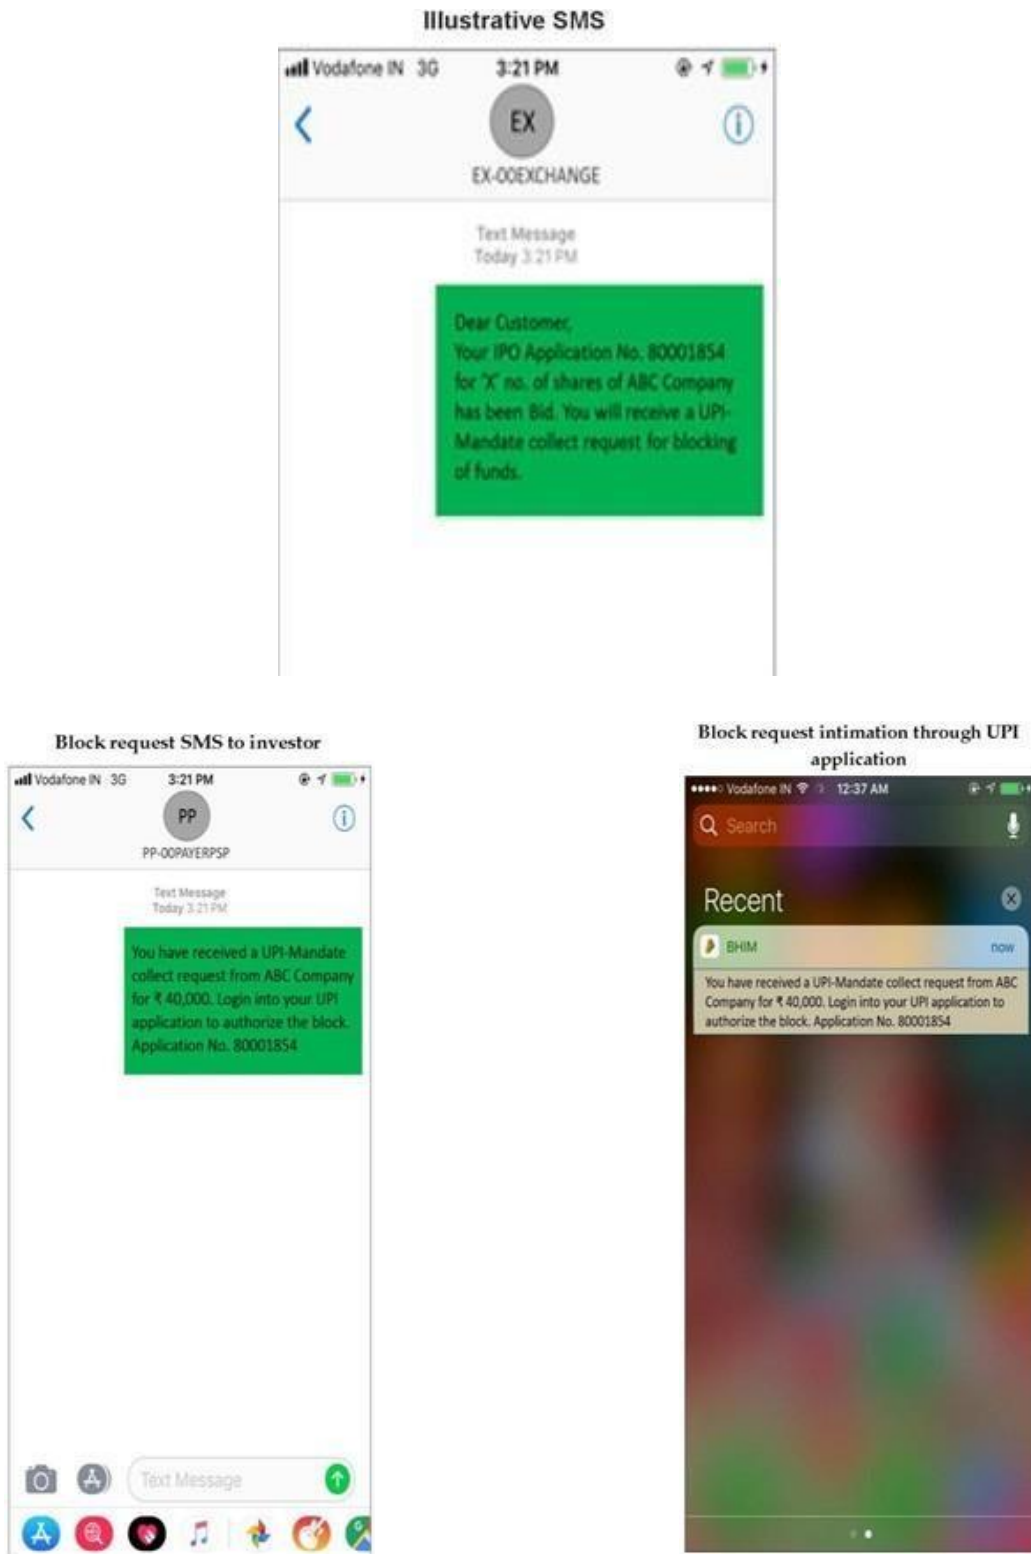 Illustrative SMS
Vodafone IN 3G 3:21 PM
EX
EX-00EXCHANGE
Text Message
Today 3:21 PM
Dear Customer,
Your IPO Application No. 80001854
for 'X' no. of shares of ABC Company
has been Bid. You will receive a UPI-
Mandate collect request for blocking
of funds.
Block request SMS to investor
Vodafone IN 3G 3:21 PM
PP
PP-00PAYERPSP
Text Message
Today 3:21 PM
You have received a UPI-Mandate
collect request from ABC Company
for ₹ 40,000. Login into your UPI
application to authorize the block.
Application No. 80001854
Text Message
Block request intimation through UPI
application
Vodafone IN 12:37 AM
Search
Recent
BHIM now
You have received a UPI-Mandate collect request from ABC
Company for ₹ 40,000. Login into your UPI application to
authorize the block. Application No. 80001854